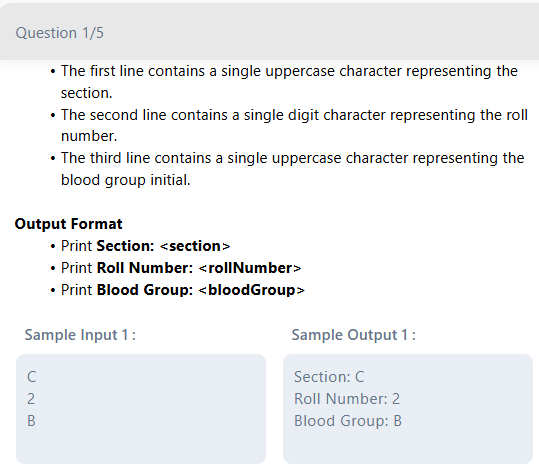 Question 1/5
• The first line contains a single uppercase character representing the
section.
• The second line contains a single digit character representing the roll
number.
• The third line contains a single uppercase character representing the
blood group initial.
Output Format
• Print Section: <section>
• Print Roll Number: <rollNumber>
• Print Blood Group: <bloodGroup>
Sample Input 1 :
C
2
B
Sample Output 1 :
Section: C
Roll Number: 2
Blood Group: B